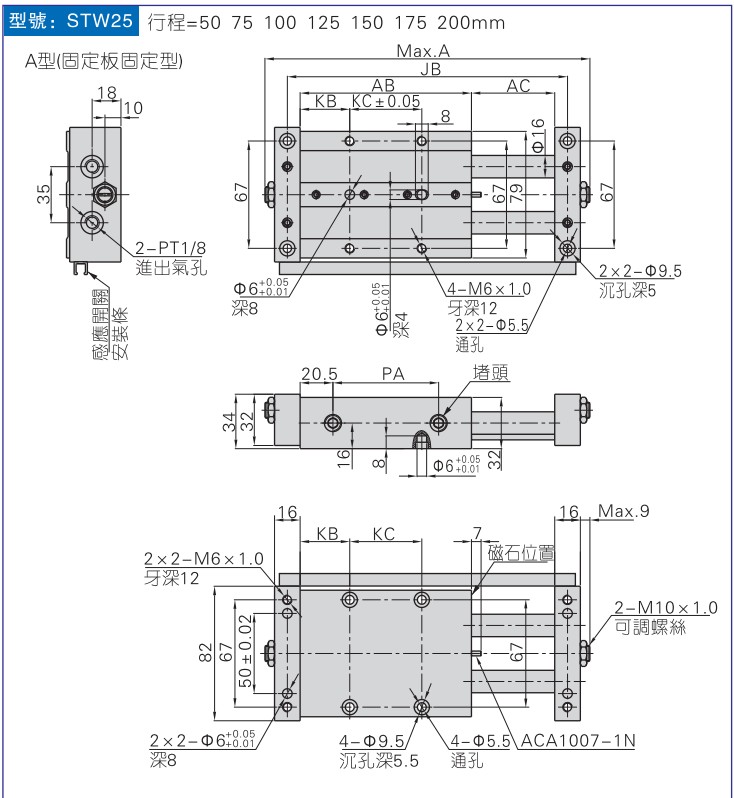 型號: STW25 行程=50 75 100 125 150 175 200mm
A型(固定板固定型)
Max.A
JB
AB
AC
KB
KC±0.05
8
Φ16
18
10
35
67
67
79
67
2-PT1/8
進出氣孔
感應開關
安裝條
Φ6+0.05+0.01
深8
Φ6+0.05+0.01
深4
4-M6×1.0
牙深12
2×2-Φ5.5
通孔
2×2-Φ9.5
沉孔深5
20.5
PA
堵頭
34
32
16
8
Φ6+0.05+0.01
32
16
KB
KC
7
磁石位置
16
Max.9
2×2-M6×1.0
牙深12
2-M10×1.0
可調螺絲
82
67
50±0.02
67
2×2-Φ6+0.05+0.01
深8
4-Φ9.5
沉孔深5.5
4-Φ5.5
通孔
ACA1007-1N